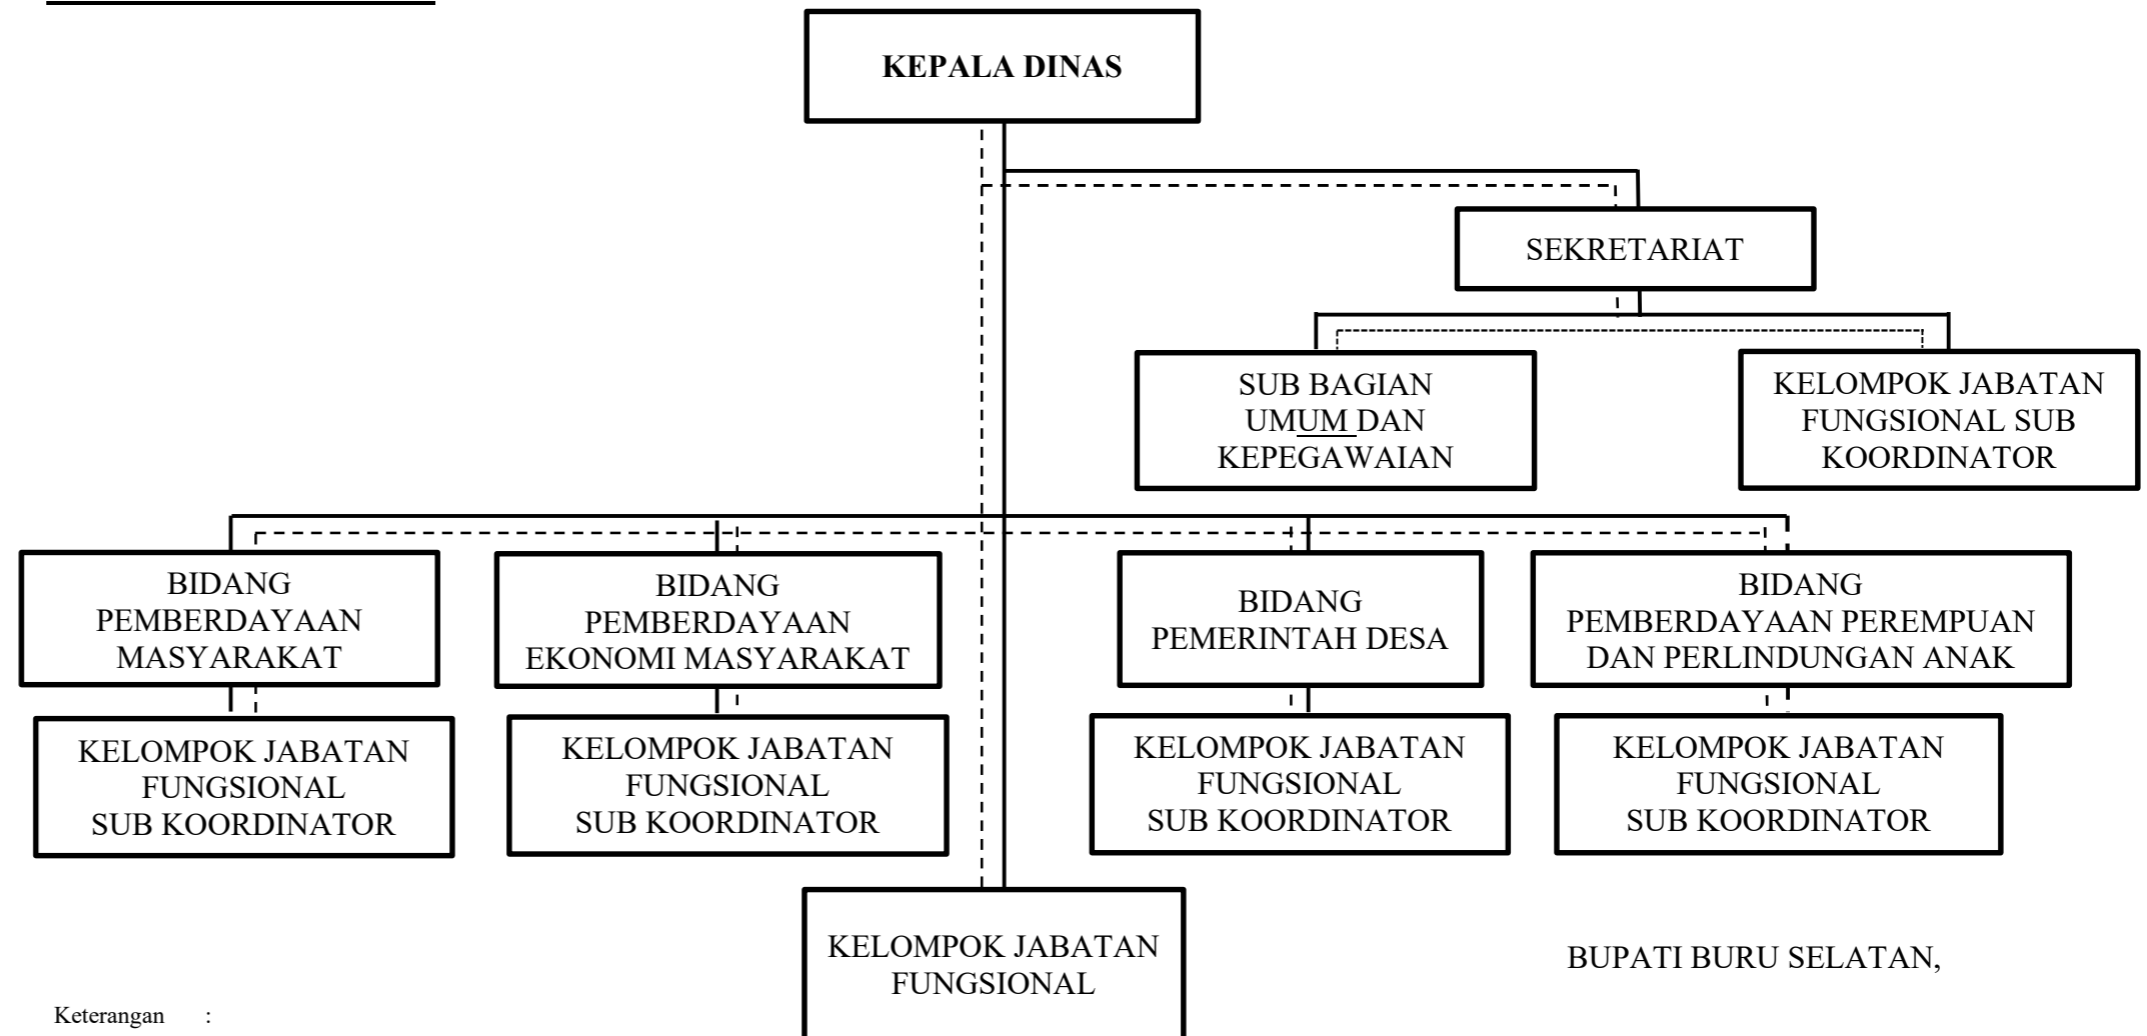 KEPALA DINAS
SEKRETARIAT
SUB BAGIAN
UMUM DAN
KEPEGAWAIAN
KELOMPOK JABATAN
FUNGSIONAL SUB
KOORDINATOR
BIDANG
PEMBERDAYAAN
MASYARAKAT
BIDANG
PEMBERDAYAAN
EKONOMI MASYARAKAT
BIDANG
PEMERINTAH DESA
BIDANG
PEMBERDAYAAN PEREMPUAN
DAN PERLINDUNGAN ANAK
KELOMPOK JABATAN
FUNGSIONAL
SUB KOORDINATOR
KELOMPOK JABATAN
FUNGSIONAL
SUB KOORDINATOR
KELOMPOK JABATAN
FUNGSIONAL
SUB KOORDINATOR
KELOMPOK JABATAN
FUNGSIONAL
SUB KOORDINATOR
KELOMPOK JABATAN
FUNGSIONAL
BUPATI BURU SELATAN,
Keterangan :